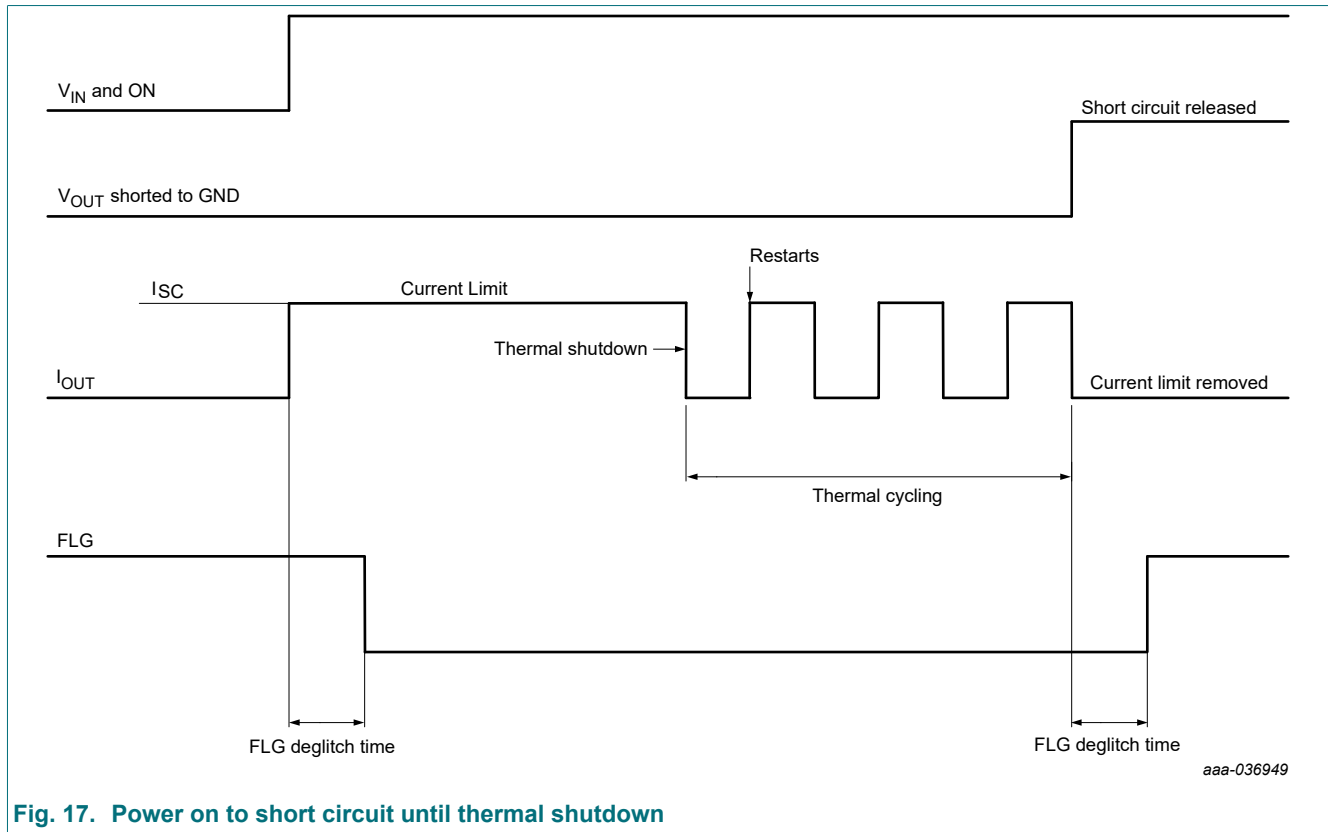 V_IN and ON
Short circuit released
V_OUT shorted to GND
Restarts
I_SC
Current Limit
Thermal shutdown
I_OUT
Current limit removed
Thermal cycling
FLG
FLG deglitch time
FLG deglitch time
aaa-036949
Fig. 17. Power on to short circuit until thermal shutdown